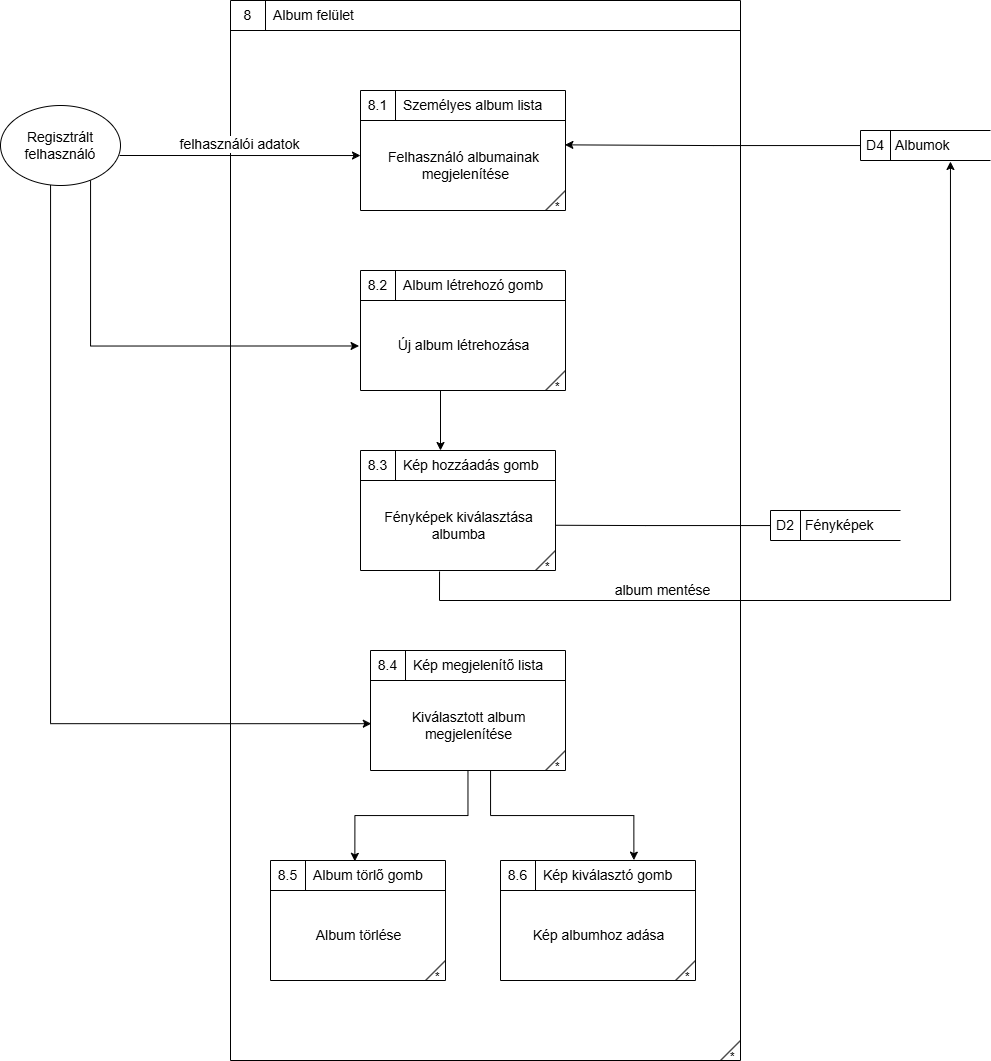 8 Album felület
8.1 Személyes album lista
Regisztrált
felhasználó
felhasználói adatok
D4 Albumok
Felhasználó albumainak
megjelenítése
*
8.2 Album létrehozó gomb
Új album létrehozása
*
8.3 Kép hozzáadás gomb
Fényképek kiválasztása
albumba
D2 Fényképek
*
album mentése
8.4 Kép megjelenítő lista
Kiválasztott album
megjelenítése
*
8.5 Album törlő gomb
8.6 Kép kiválasztó gomb
Album törlése
Kép albumhoz adása
*
*
*